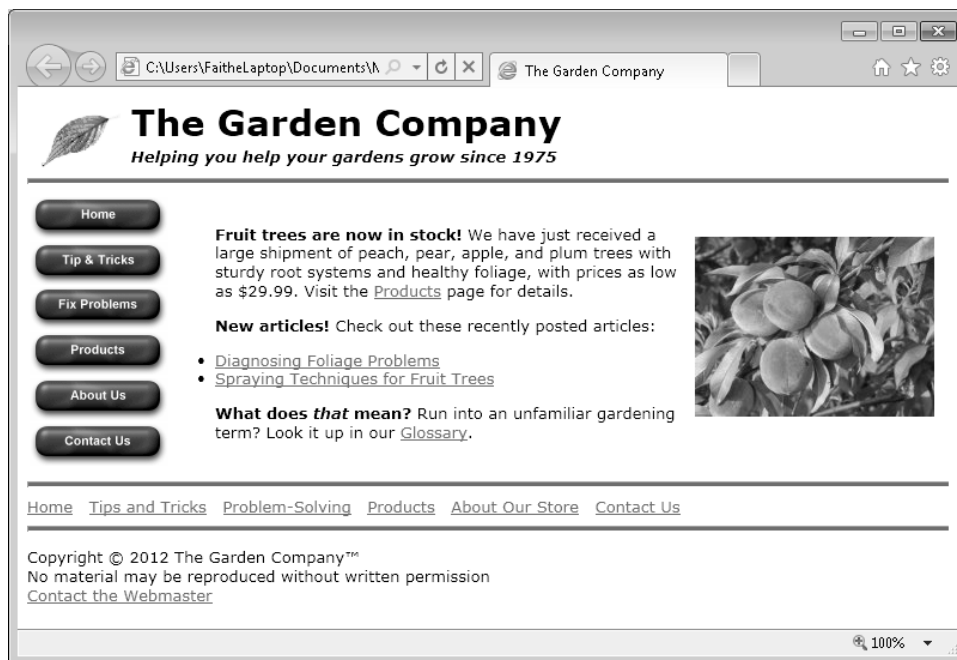 C:\Users\FaitheLaptop\Documents\M
The Garden Company
The Garden Company
Helping you help your gardens grow since 1975
Home
Tip & Tricks
Fix Problems
Products
About Us
Contact Us
Fruit trees are now in stock! We have just received a
large shipment of peach, pear, apple, and plum trees with
sturdy root systems and healthy foliage, with prices as low
as $29.99. Visit the Products page for details.
New articles! Check out these recently posted articles:
• Diagnosing Foliage Problems
• Spraying Techniques for Fruit Trees
What does that mean? Run into an unfamiliar gardening
term? Look it up in our Glossary.
Home Tips and Tricks Problem-Solving Products About Our Store Contact Us
Copyright © 2012 The Garden Company™
No material may be reproduced without written permission
Contact the Webmaster
100%